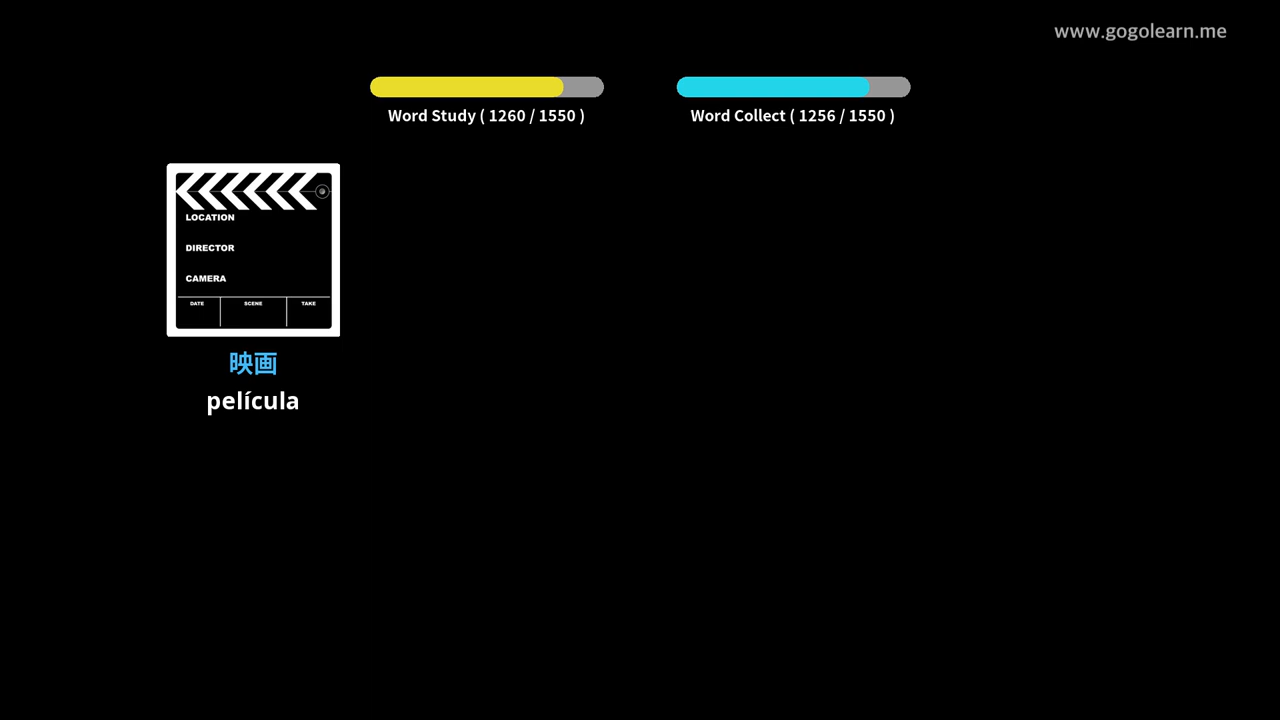 www.gogolearn.me
Word Study ( 1260 / 1550 )
Word Collect ( 1256 / 1550 )
LOCATION
DIRECTOR
CAMERA
DATE
SCENE
TAKE
映画
película